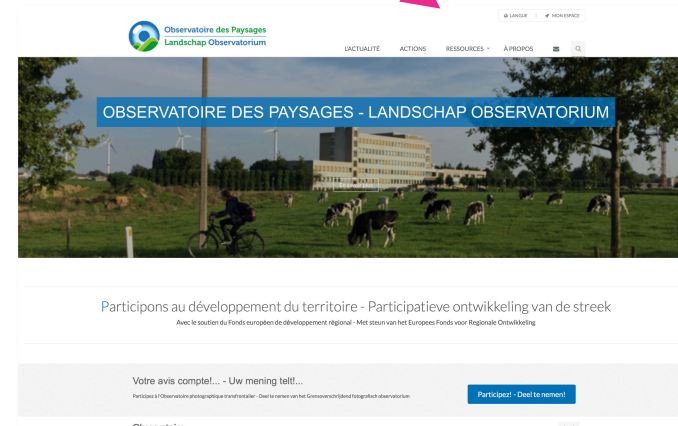 LANGUE
MON ESPACE
Observatoire des Paysages
Landschap Observatorium
L'ACTUALITÉ ACTIONS RESSOURCES À PROPOS
OBSERVATOIRE DES PAYSAGES - LANDSCHAP OBSERVATORIUM
Participons au développement du territoire - Participatieve ontwikkeling van de streek
Avec le soutien du Fonds européen de développement régional - Met steun van het Europees Fonds voor Regionale Ontwikkeling
Votre avis compte!... - Uw mening telt!...
Participez à l'Observatoire photographique transfrontalier - Deel te nemen van het Grensoverschrijdend fotografisch observatorium
Participez! - Deel te nemen!